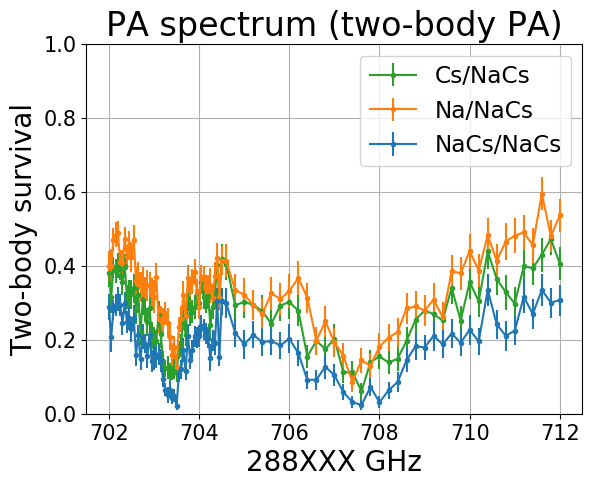 PA spectrum (two-body PA)
Two-body survival
1.0
0.8
0.6
0.4
0.2
0.0
Cs/NaCs
Na/NaCs
NaCs/NaCs
702 704 706 708 710 712
288XXX GHz